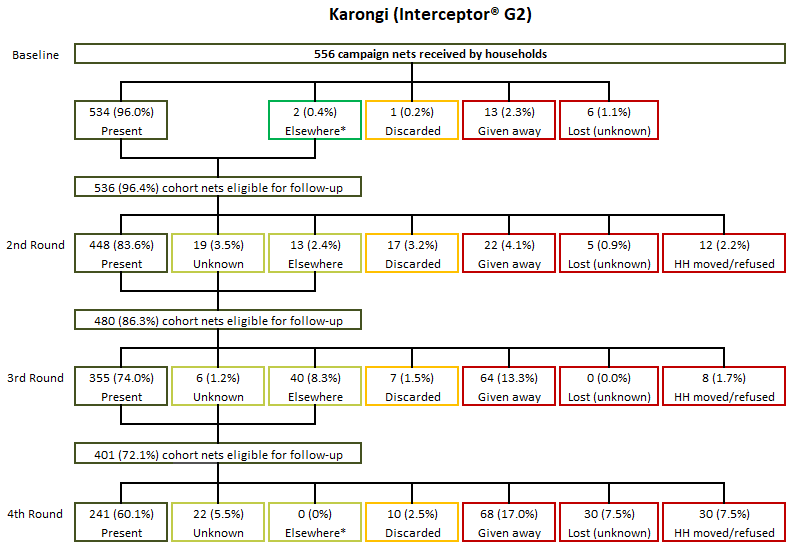 Karongi (Interceptor® G2)
Baseline
556 campaign nets received by households
534 (96.0%)
Present
2 (0.4%)
Elsewhere*
1 (0.2%)
Discarded
13 (2.3%)
Given away
6 (1.1%)
Lost (unknown)
536 (96.4%) cohort nets eligible for follow-up
2nd Round
448 (83.6%)
Present
19 (3.5%)
Unknown
13 (2.4%)
Elsewhere
17 (3.2%)
Discarded
22 (4.1%)
Given away
5 (0.9%)
Lost (unknown)
12 (2.2%)
HH moved/refused
480 (86.3%) cohort nets eligible for follow-up
3rd Round
355 (74.0%)
Present
6 (1.2%)
Unknown
40 (8.3%)
Elsewhere
7 (1.5%)
Discarded
64 (13.3%)
Given away
0 (0.0%)
Lost (unknown)
8 (1.7%)
HH moved/refused
401 (72.1%) cohort nets eligible for follow-up
4th Round
241 (60.1%)
Present
22 (5.5%)
Unknown
0 (0%)
Elsewhere*
10 (2.5%)
Discarded
68 (17.0%)
Given away
30 (7.5%)
Lost (unknown)
30 (7.5%)
HH moved/refused